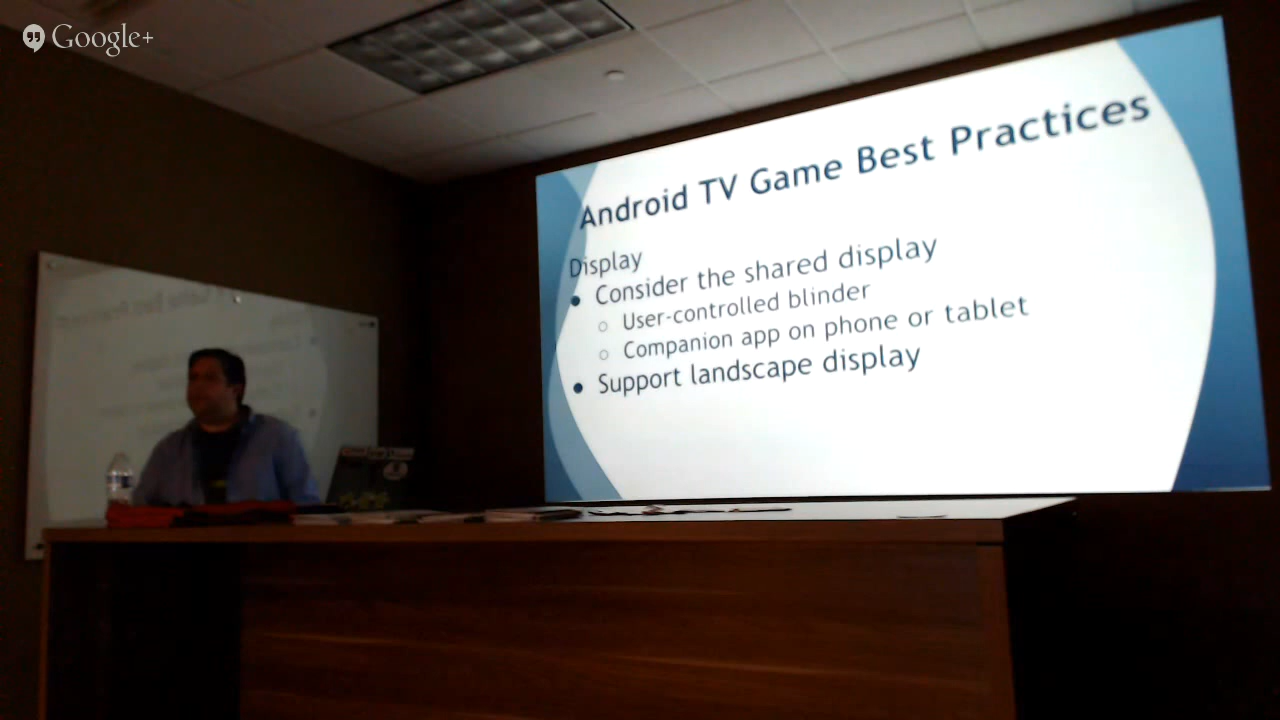 Google+
Android TV Game Best Practices
Display
• Consider the shared display
○ User-controlled blinder
○ Companion app on phone or tablet
• Support landscape display